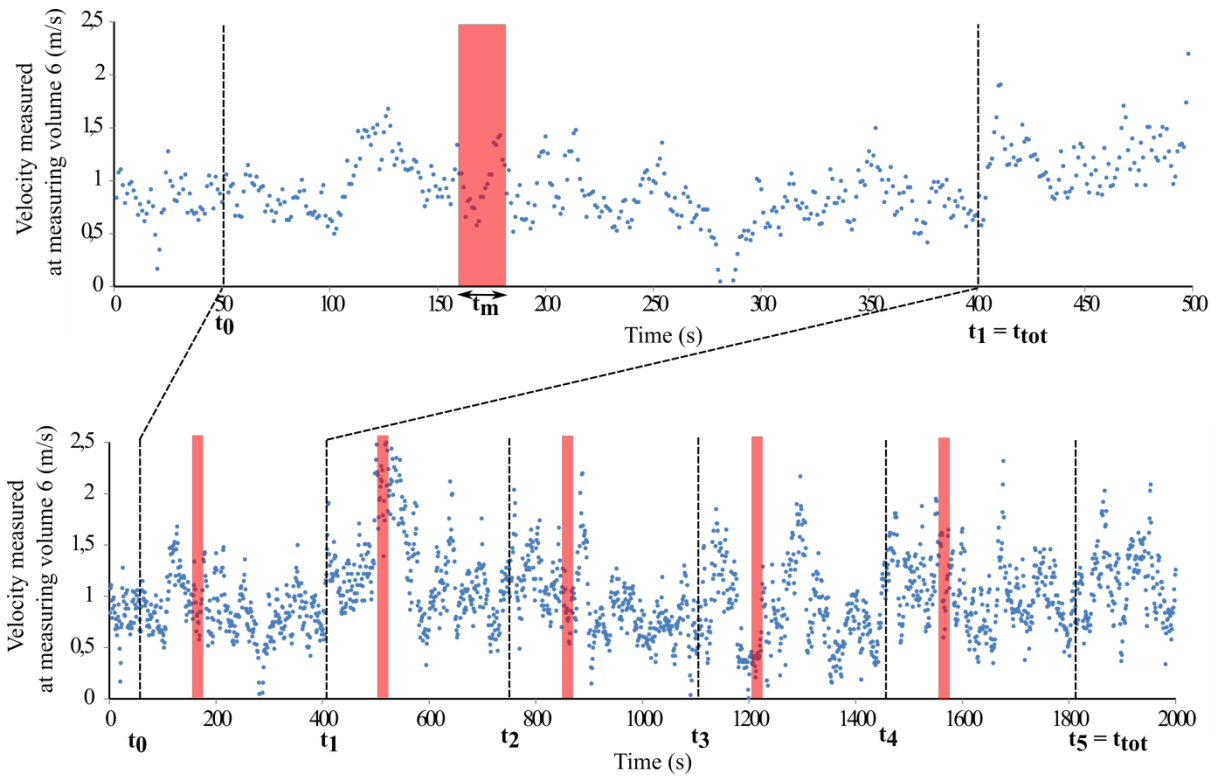 Velocity measured
at measuring volume 6 (m/s)
2,5
2
1,5
1
0,5
0
0 50 100 150 200 250 300 350 400 450 500
t0 tm Time (s) t1 = ttot
Velocity measured
at measuring volume 6 (m/s)
2,5
2
1,5
1
0,5
0
0 200 400 600 800 1000 1200 1400 1600 1800 2000
t0 t1 t2 t3 t4 t5 = ttot
Time (s)